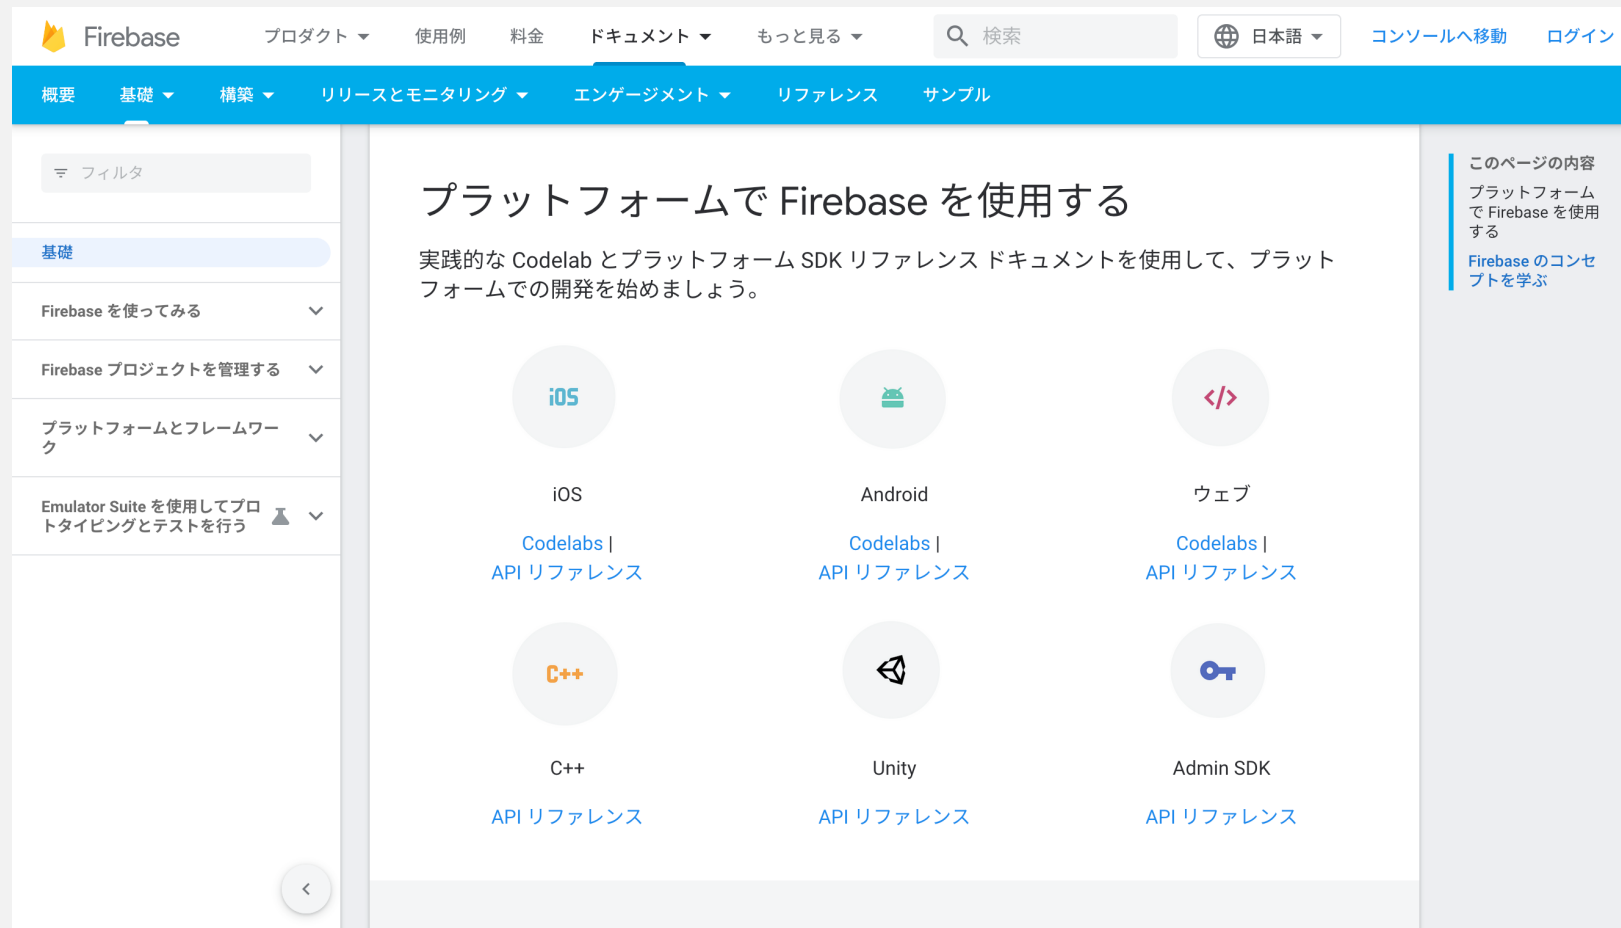 Firebase
プロダクト
使用例
料金
ドキュメント
もっと見る
検索
日本語
コンソールへ移動
ログイン
概要
基礎
構築
リリースとモニタリング
エンゲージメント
リファレンス
サンプル
フィルタ
基礎
Firebase を使ってみる
Firebase プロジェクトを管理する
プラットフォームとフレームワー
ク
Emulator Suite を使用してプロ
トタイピングとテストを行う
プラットフォームで Firebase を使用する
実践的な Codelab とプラットフォーム SDK リファレンス ドキュメントを使用して、プラット
フォームでの開発を始めましょう。
iOS
iOS
Codelabs |
API リファレンス
Android
Codelabs |
API リファレンス
</>
ウェブ
Codelabs |
API リファレンス
C++
C++
API リファレンス
Unity
API リファレンス
Admin SDK
API リファレンス
このページの内容
プラットフォーム
で Firebase を使用
する
Firebase のコンセ
プトを学ぶ